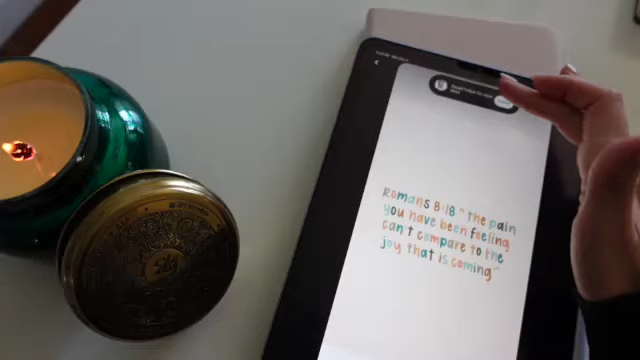 Romans 8:18 "the pain
you have been feeling
can't compare to the
joy that is coming"